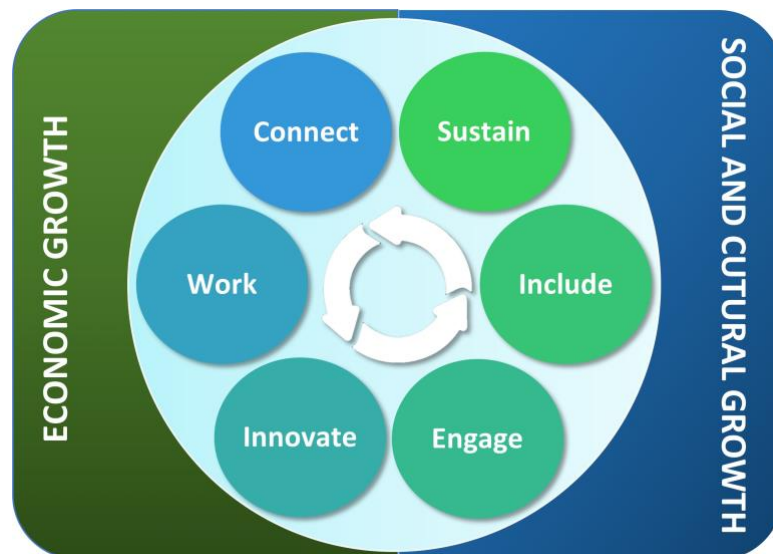 ECONOMIC GROWTH
Connect
Sustain
Work
Include
Innovate
Engage
SOCIAL AND CUTURAL GROWTH